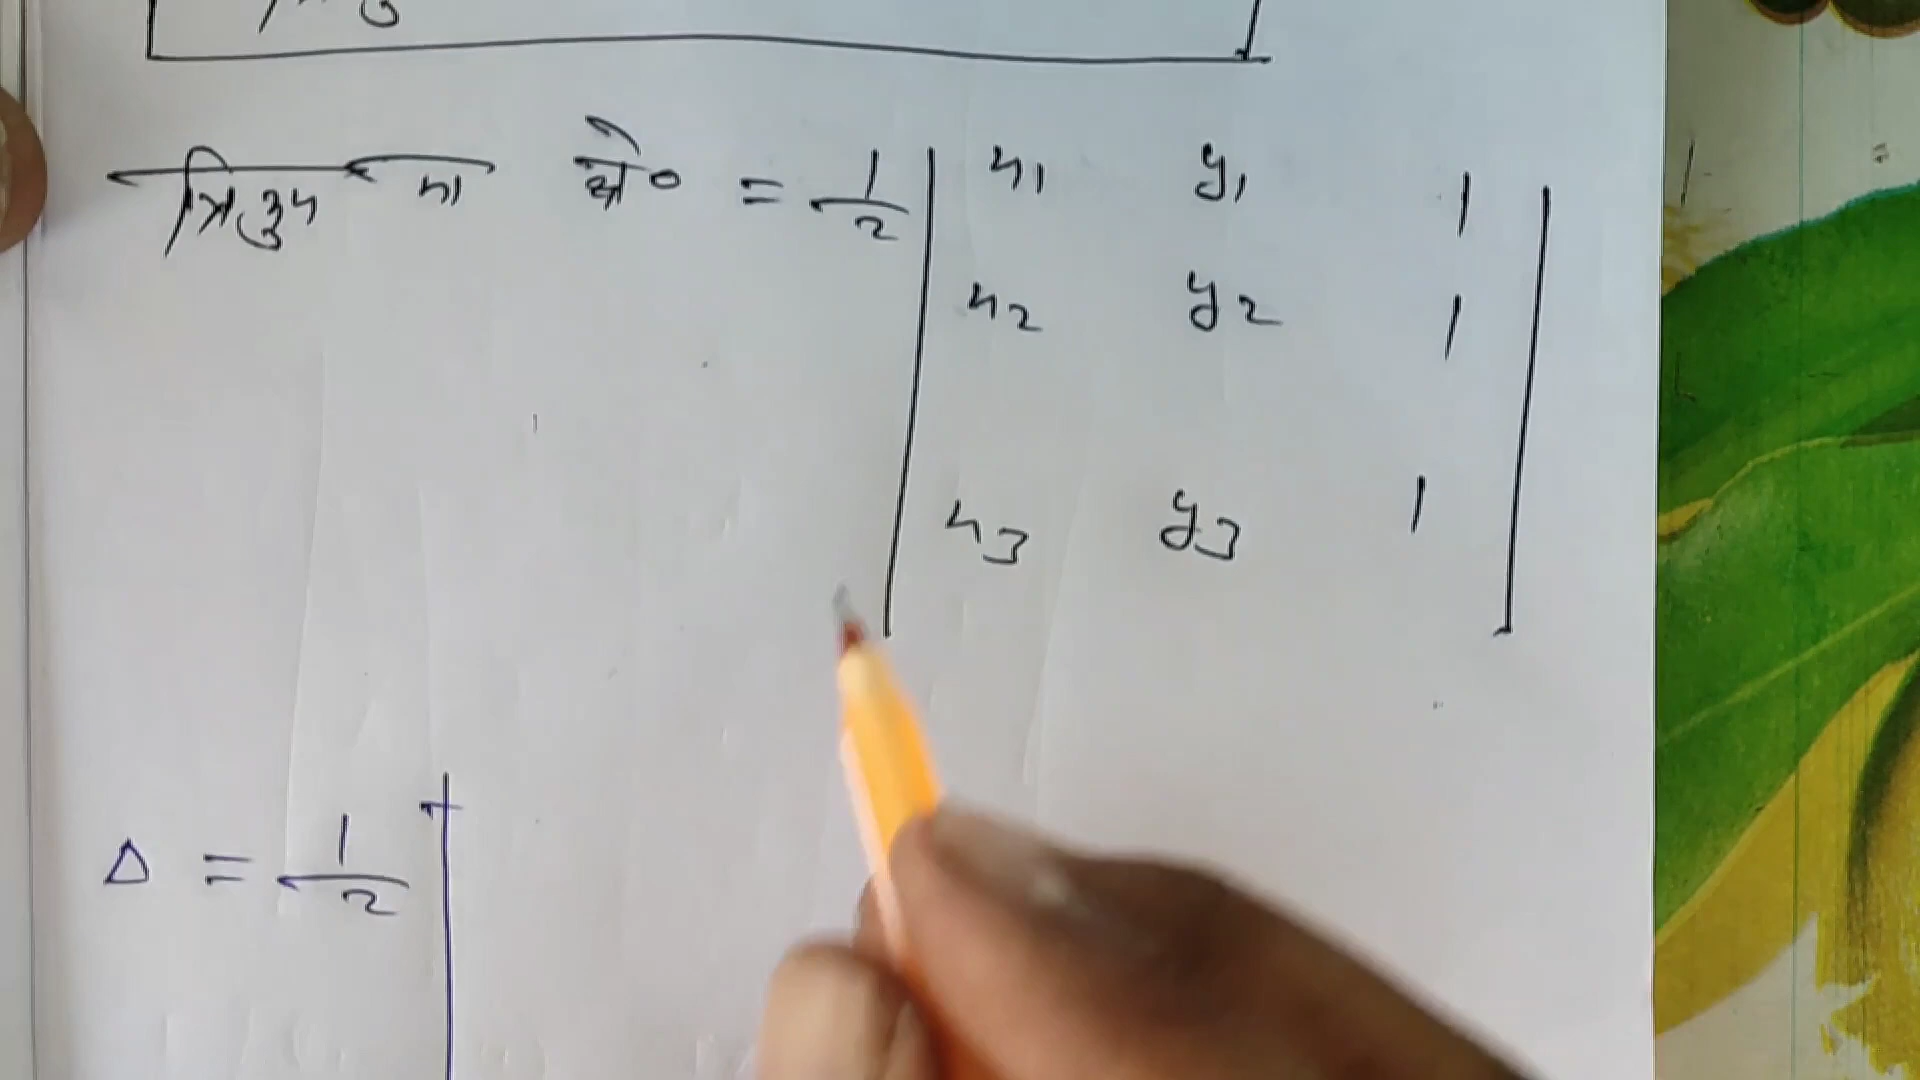 त्रिभुज का क्षे० = 1/2 | x1 y1 1 |
x2 y2 1
x3 y3 1
Δ = 1/2 |